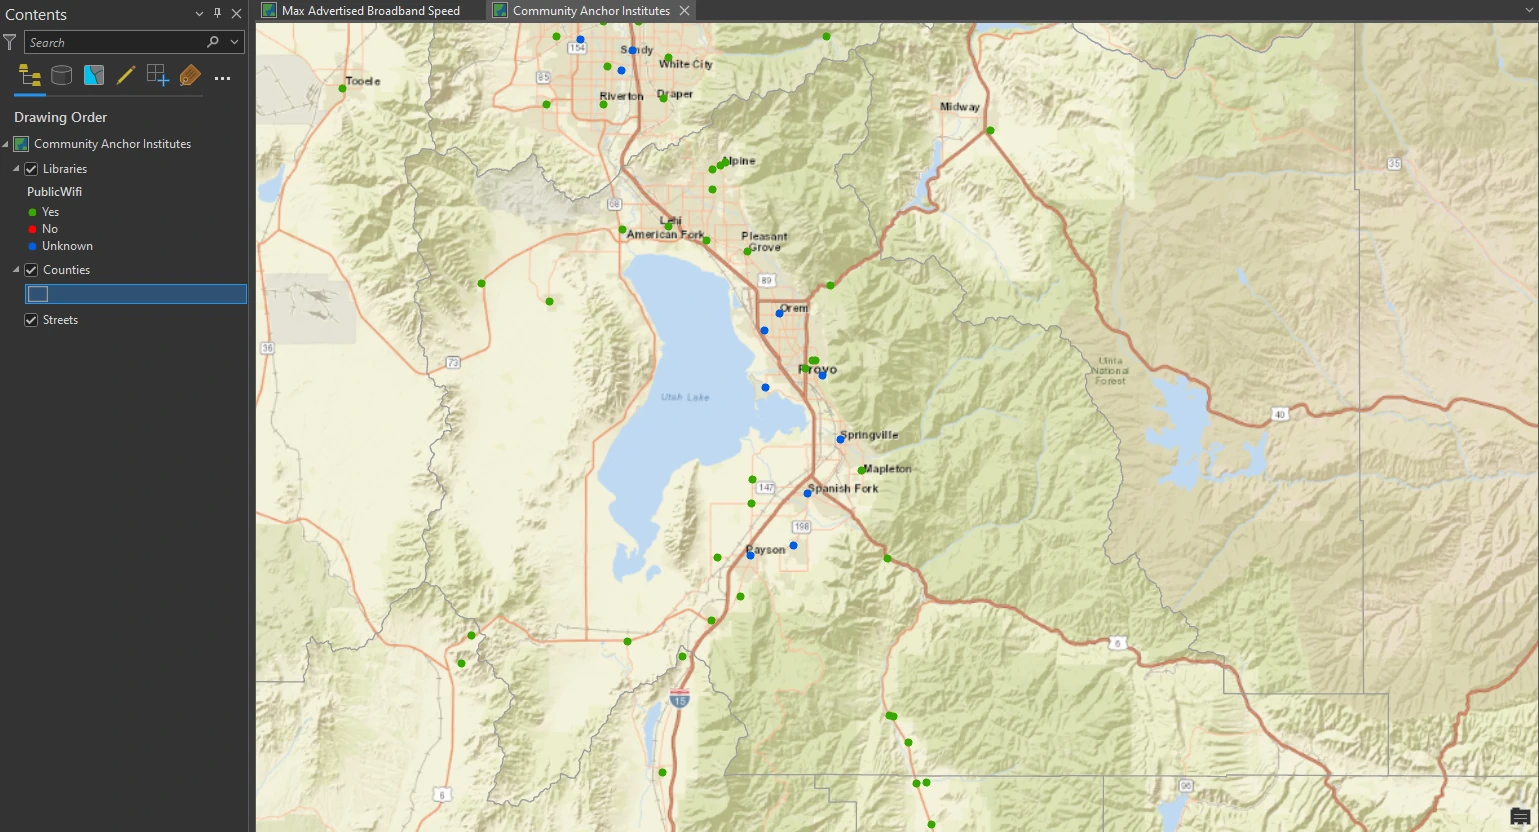 Contents
Search
Drawing Order
Community Anchor Institutes
Libraries
PublicWifi
Yes
No
Unknown
Counties
Streets
Max Advertised Broadband Speed
Community Anchor Institutes
154
Sandy
White City
85
Tooele
Riverton
Draper
Midway
Alpine
35
68
Lehi
American Fork
Pleasant
Grove
89
Orem
36
73
Provo
Uinta
National
Forest
Utah Lake
40
Springville
Mapleton
147
Spanish Fork
198
Payson
6
15
6
96